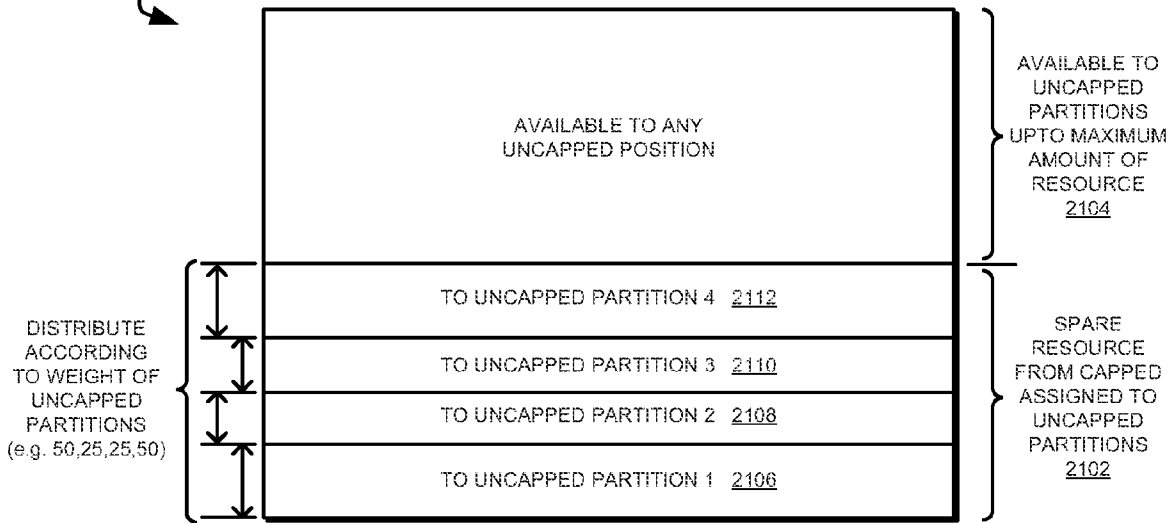 AVAILABLE TO ANY
UNCAPPED POSITION
AVAILABLE TO
UNCAPPED
PARTITIONS
UPTO MAXIMUM
AMOUNT OF
RESOURCE
2104
DISTRIBUTE
ACCORDING
TO WEIGHT OF
UNCAPPED
PARTITIONS
(e.g. 50,25,25,50)
TO UNCAPPED PARTITION 4 2112
TO UNCAPPED PARTITION 3 2110
TO UNCAPPED PARTITION 2 2108
TO UNCAPPED PARTITION 1 2106
SPARE
RESOURCE
FROM CAPPED
ASSIGNED TO
UNCAPPED
PARTITIONS
2102